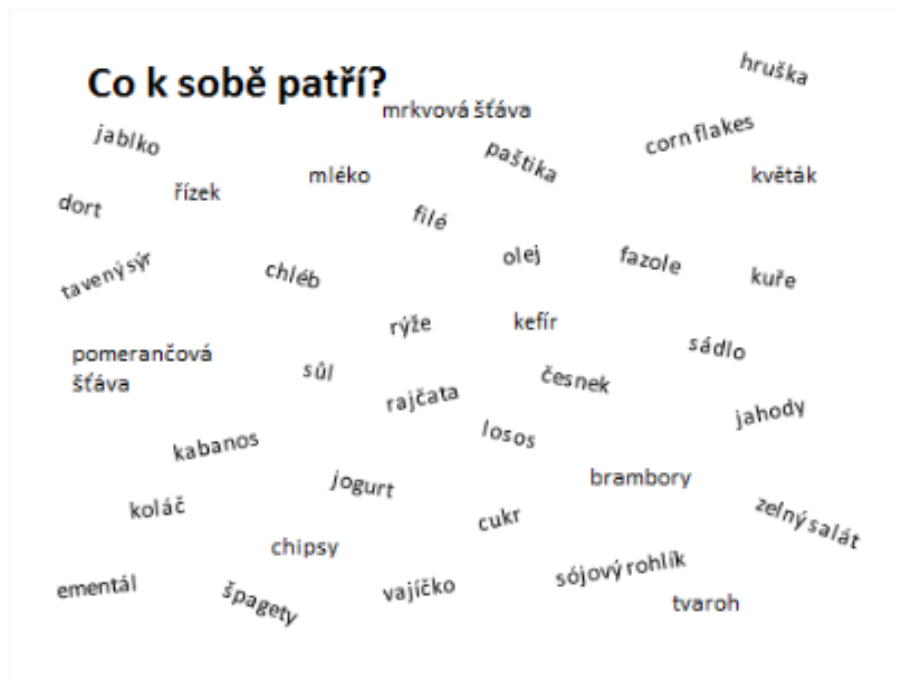 Co k sobě patří?
hruška
mrkvová šťáva
jablko
paštika
corn flakes
mléko
květák
řízek
dort
filé
olej
fazole
tavený sýr
chléb
kuře
rýže
kefír
sádlo
pomerančová
šťáva
sůl
česnek
rajčata
jahody
losos
kabanos
jogurt
brambory
koláč
cukr
zelný salát
chipsy
ementál
špagety
vajíčko
sójový rohlík
tvaroh